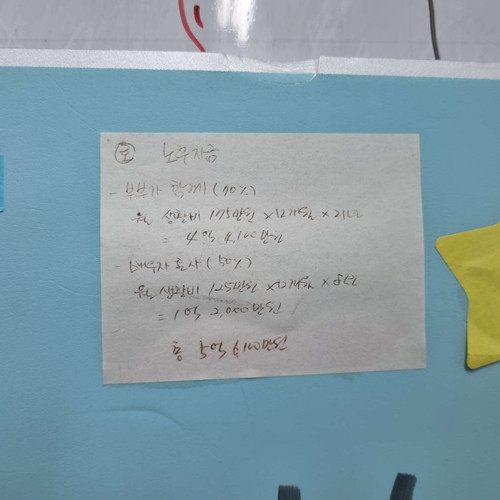 노후자금
- 부부가 함께 (70%)
월 생활비 175만원 ×12개월 × 21년
= 4억 4,100만원
- 배우자 혼자 (50%)
월 생활비 125만원 ×12개월 × 8년
= 1억 2,000만원
총 5억 6,100만원